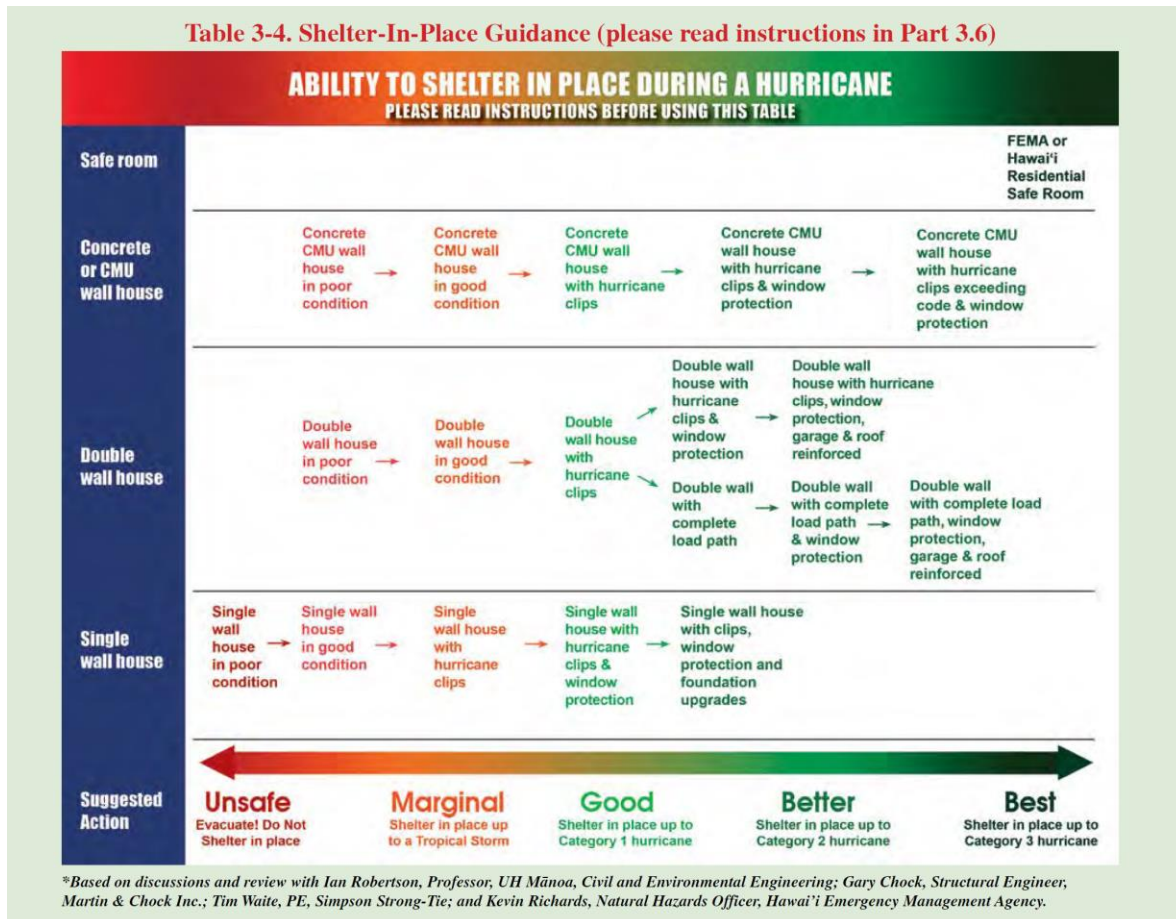 Table 3-4. Shelter-In-Place Guidance (please read instructions in Part 3.6)
ABILITY TO SHELTER IN PLACE DURING A HURRICANE
PLEASE READ INSTRUCTIONS BEFORE USING THIS TABLE
Safe room
FEMA or
Hawai‘i
Residential
Safe Room
Concrete
or CMU
wall house
Concrete
CMU wall
house
in poor
condition
Concrete
CMU wall
house
in good
condition
Concrete
CMU wall
house
with hurricane
clips
Concrete CMU
wall house
with hurricane
clips & window
protection
Concrete CMU
wall house
with hurricane
clips exceeding
code & window
protection
Double
wall house
Double
wall house
in poor
condition
Double
wall house
in good
condition
Double
wall house
with
hurricane
clips
Double wall
house with
hurricane
clips &
window
protection
Double wall
house with hurricane
clips, window
protection,
garage & roof
reinforced
Double wall
with
complete
load path
Double wall
with complete
load path
& window
protection
Double wall
with complete load
path, window
protection,
garage & roof
reinforced
Single
wall house
Single
wall
house
in poor
condition
Single wall
house
in good
condition
Single
wall house
with
hurricane
clips
Single wall
house with
hurricane
clips &
window
protection
Single wall house
with clips,
window
protection and
foundation
upgrades
Suggested
Action
Unsafe
Evacuate! Do Not
Shelter in place
Marginal
Shelter in place up
to a Tropical Storm
Good
Shelter in place up to
Category 1 hurricane
Better
Shelter in place up to
Category 2 hurricane
Best
Shelter in place up to
Category 3 hurricane
*Based on discussions and review with Ian Robertson, Professor, UH Mānoa, Civil and Environmental Engineering; Gary Chock, Structural Engineer,
Martin & Chock Inc.; Tim Waite, PE, Simpson Strong-Tie; and Kevin Richards, Natural Hazards Officer, Hawai’i Emergency Management Agency.